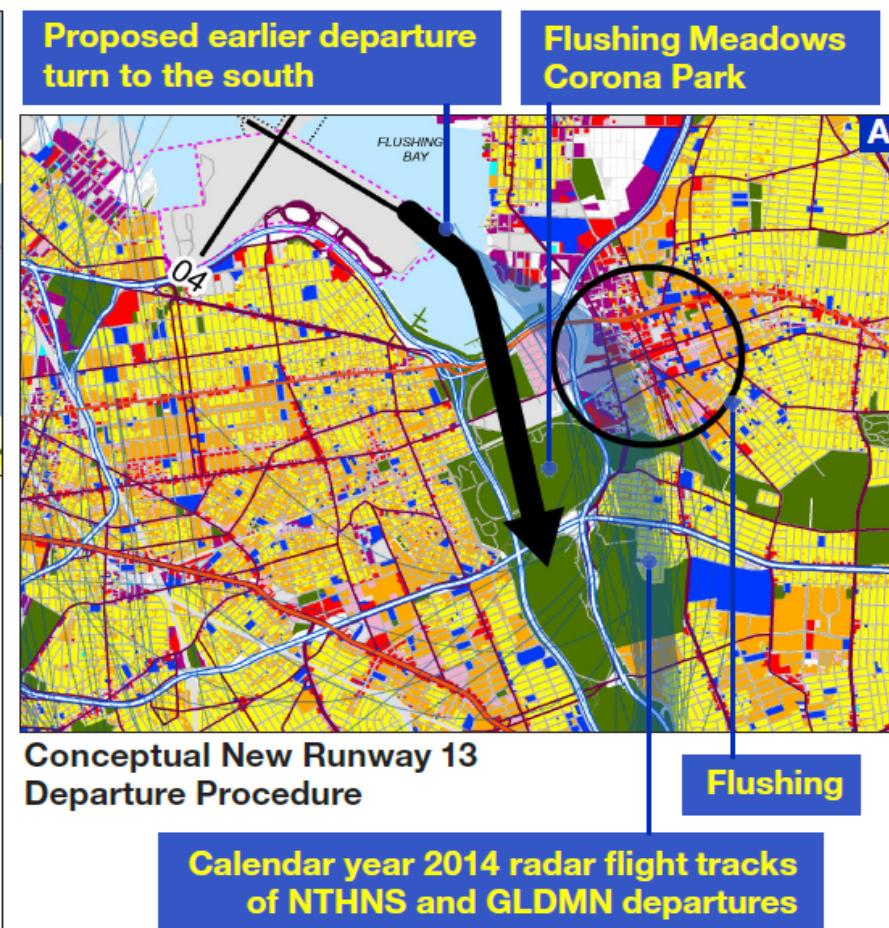 Proposed earlier departure
turn to the south
Flushing Meadows
Corona Park
A
FLUSHING
BAY
04
Conceptual New Runway 13
Departure Procedure
Flushing
Calendar year 2014 radar flight tracks
of NTHNS and GLDMN departures